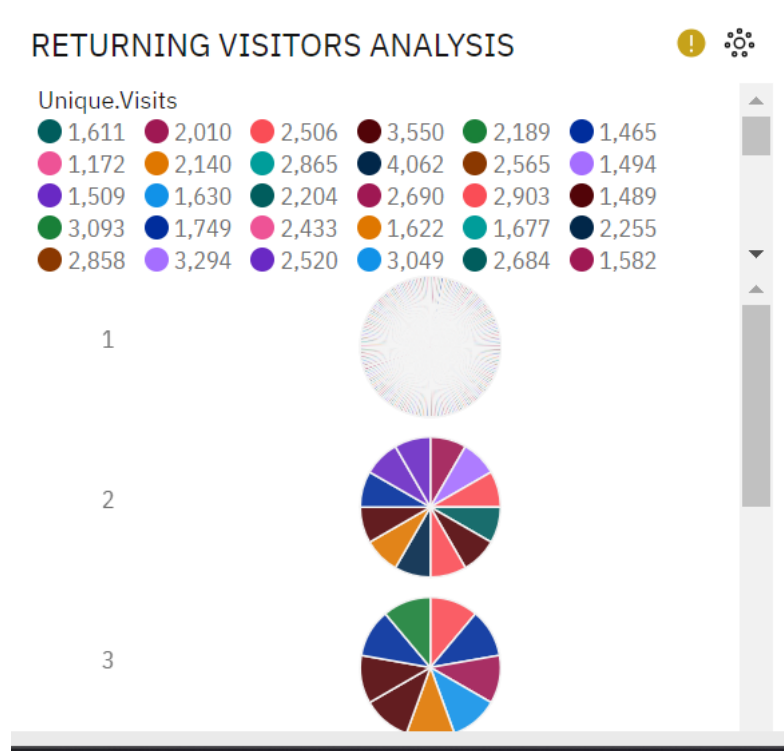 RETURNING VISITORS ANALYSIS
Unique.Visits
1,611 2,010 2,506 3,550 2,189 1,465
1,172 2,140 2,865 4,062 2,565 1,494
1,509 1,630 2,204 2,690 2,903 1,489
3,093 1,749 2,433 1,622 1,677 2,255
2,858 3,294 2,520 3,049 2,684 1,582
1
2
3